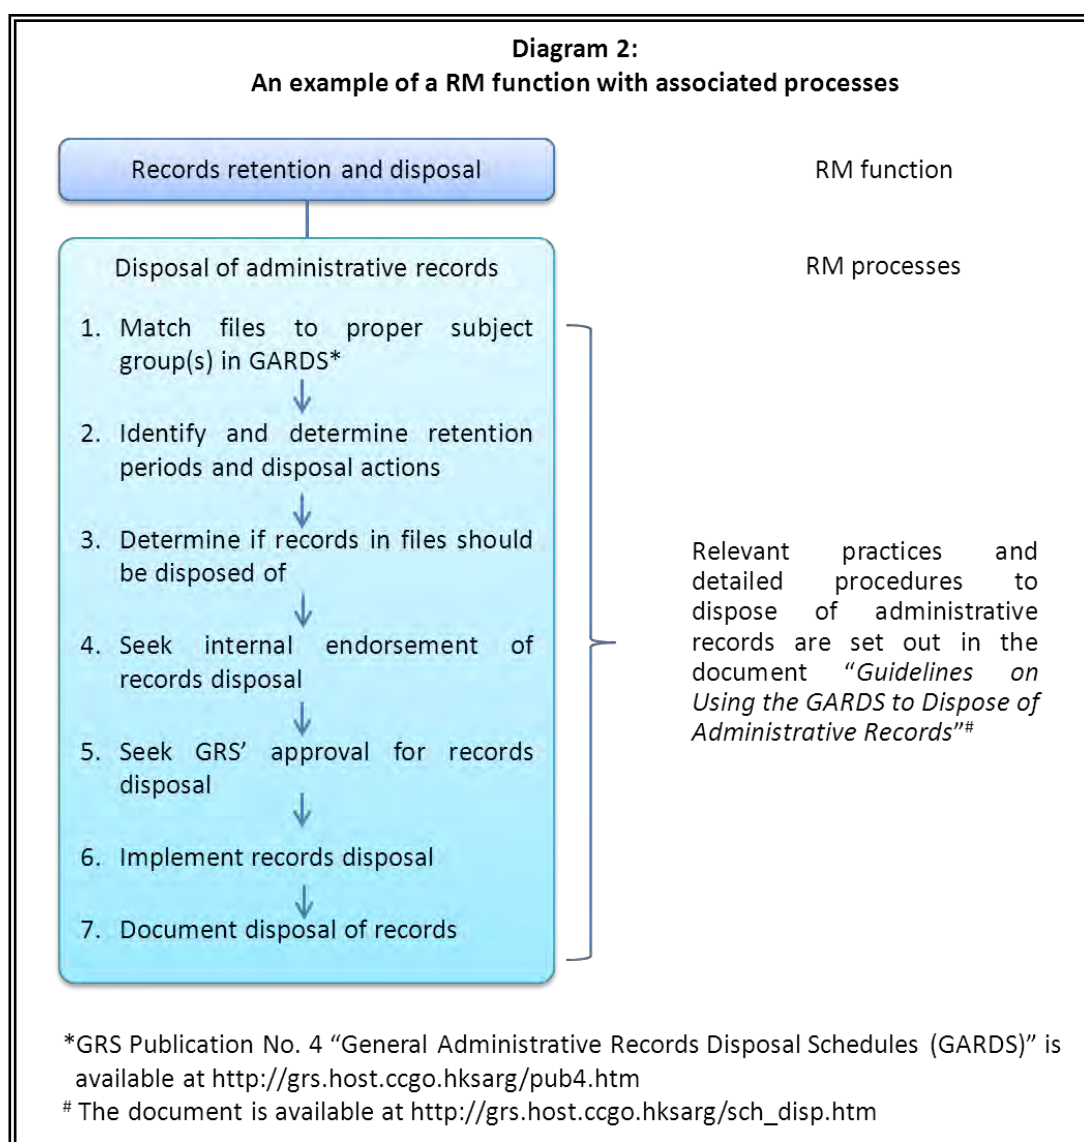 Diagram 2:
An example of a RM function with associated processes
Records retention and disposal
RM function
Disposal of administrative records
RM processes
1. Match files to proper subject
group(s) in GARDS*
2. Identify and determine retention
periods and disposal actions
3. Determine if records in files should
be disposed of
4. Seek internal endorsement of
records disposal
5. Seek GRS’ approval for records
disposal
6. Implement records disposal
7. Document disposal of records
Relevant practices and
detailed procedures to
dispose of administrative
records are set out in the
document “Guidelines on
Using the GARDS to Dispose of
Administrative Records”#
*GRS Publication No. 4 “General Administrative Records Disposal Schedules (GARDS)” is
available at http://grs.host.ccgo.hksarg/pub4.htm
# The document is available at http://grs.host.ccgo.hksarg/sch_disp.htm